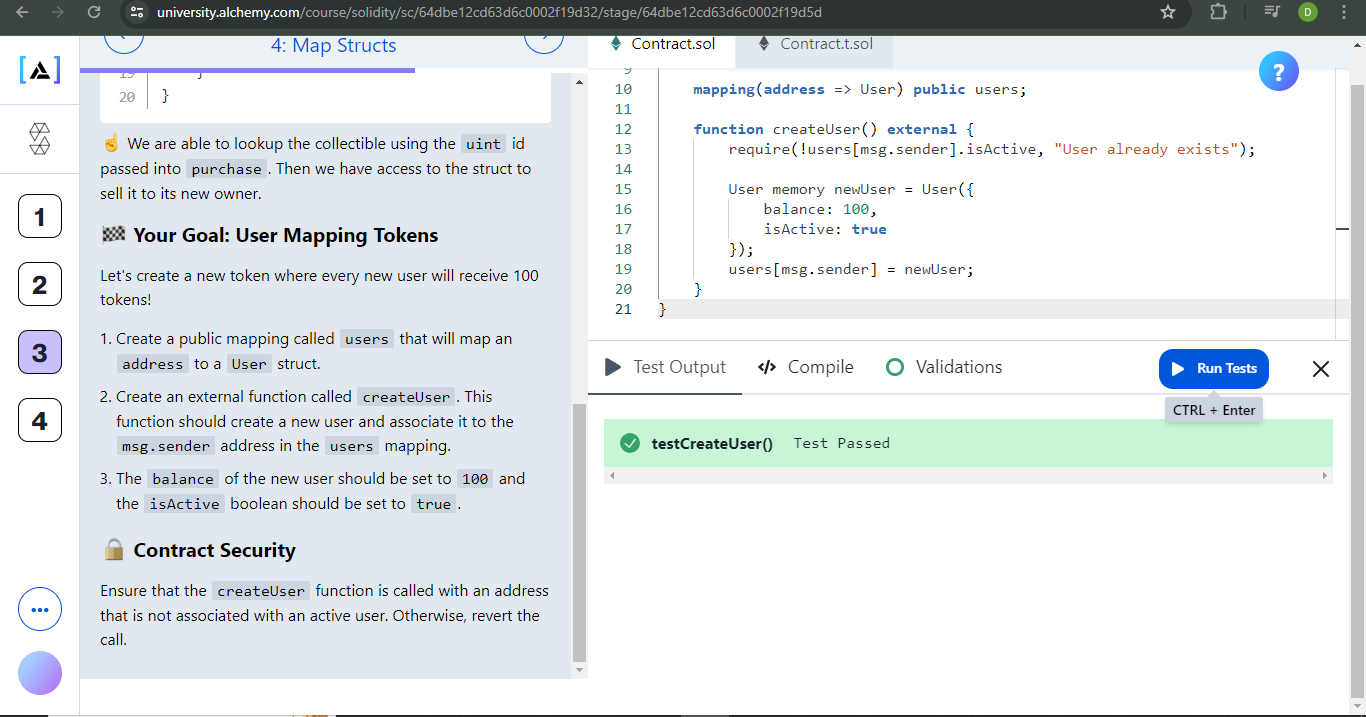 university.alchemy.com/course/solidity/sc/64dbe12cd63d6c0002f19d32/stage/64dbe12cd63d6c0002f19d5d
D
4: Map Structs
19 }
20 }
☝ We are able to lookup the collectible using the uint id
passed into purchase . Then we have access to the struct to
sell it to its new owner.
🏁 Your Goal: User Mapping Tokens
Let's create a new token where every new user will receive 100
tokens!
1. Create a public mapping called users that will map an
address to a User struct.
2. Create an external function called createUser . This
function should create a new user and associate it to the
msg.sender address in the users mapping.
3. The balance of the new user should be set to 100 and
the isActive boolean should be set to true .
🔒 Contract Security
Ensure that the createUser function is called with an address
that is not associated with an active user. Otherwise, revert the
call.
1
2
3
4
Contract.sol
Contract.t.sol
?
9
10 mapping(address => User) public users;
11
12 function createUser() external {
13 require(!users[msg.sender].isActive, "User already exists");
14
15 User memory newUser = User({
16 balance: 100,
17 isActive: true
18 });
19 users[msg.sender] = newUser;
20 }
21 }
Test Output
Compile
Validations
Run Tests
CTRL + Enter
testCreateUser() Test Passed